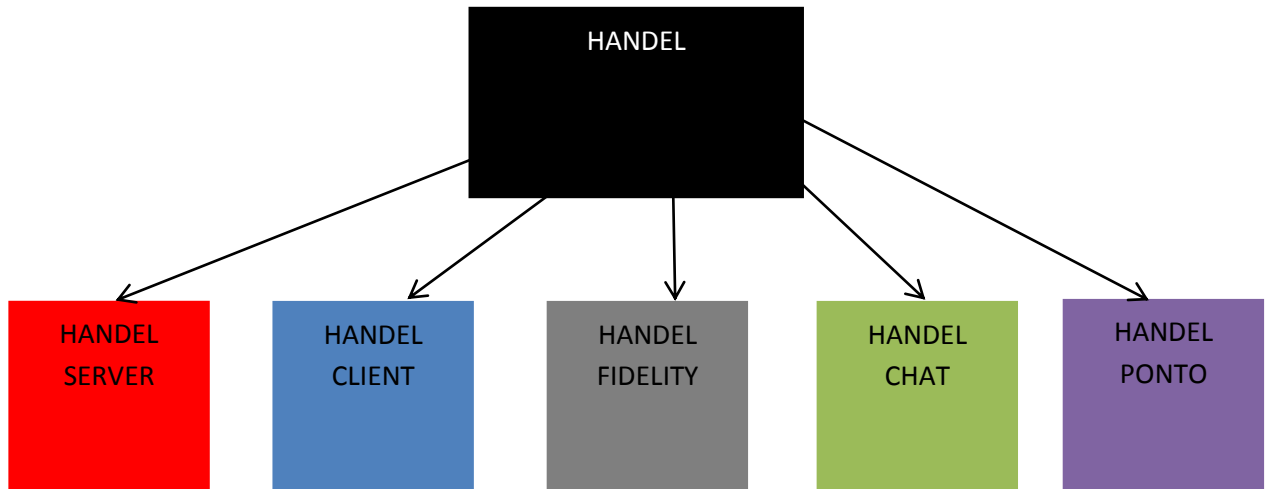 HANDEL
HANDEL
SERVER
HANDEL
CLIENT
HANDEL
FIDELITY
HANDEL
CHAT
HANDEL
PONTO